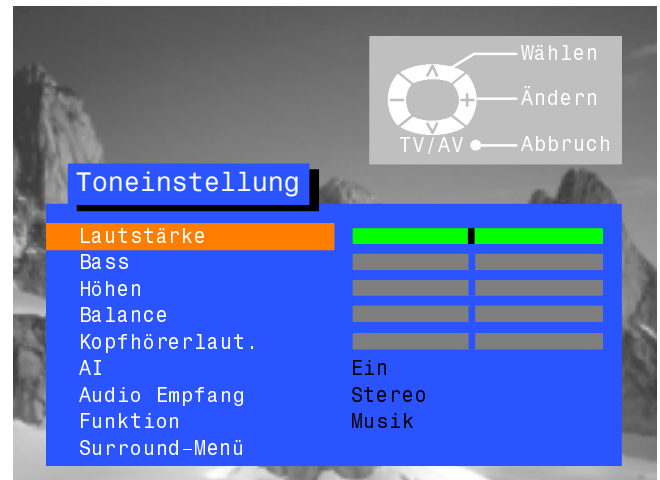 Wählen
Ändern
TV/AV Abbruch
Toneinstellung
Lautstärke
Bass
Höhen
Balance
Kopfhörerlaut.
AI Ein
Audio Empfang Stereo
Funktion Musik
Surround-Menü